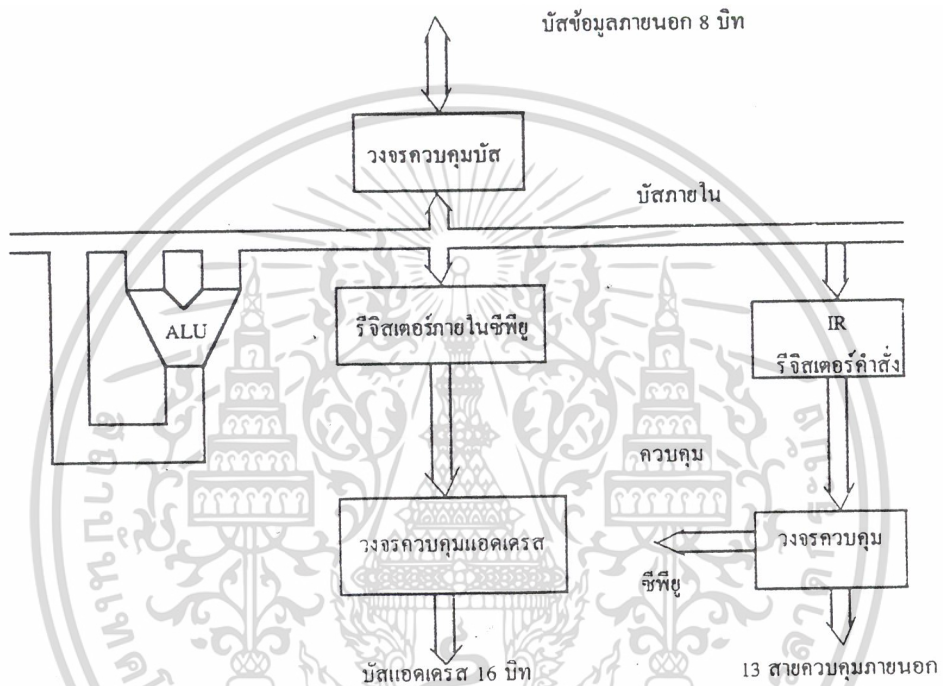 บัสข้อมูลภายนอก 8 บิท
วงจรควบคุมบัส
บัสภายใน
ALU
รีจิสเตอร์ภายในซีพียู
IR
รีจิสเตอร์คำสั่ง
ควบคุม
วงจรควบคุมแอดเดรส
วงจรควบคุม
ซีพียู
บัสแอดเดรส 16 บิท
13 สายควบคุมภายนอก